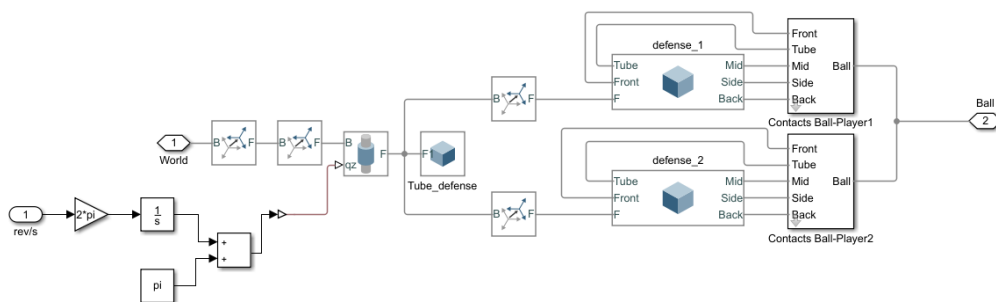 defense_1
Front
Tube
Mid
Side
Back
Ball
Contacts Ball-Player1
Tube
Front
F
Mid
Side
Back
B F
Ball
2
1
World
B F
B F
B F
qz
F
Tube_defense
defense_2
Front
Tube
Mid
Side
Back
Ball
Contacts Ball-Player2
Tube
Front
F
Mid
Side
Back
B F
1
rev/s
2*pi
1
s
+
+
pi